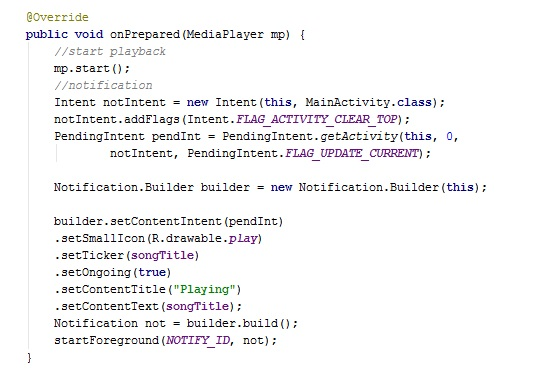 @Override
public void onPrepared(MediaPlayer mp) {
    //start playback
    mp.start();
    //notification
    Intent notIntent = new Intent(this, MainActivity.class);
    notIntent.addFlags(Intent.FLAG_ACTIVITY_CLEAR_TOP);
    PendingIntent pendInt = PendingIntent.getActivity(this, 0,
            notIntent, PendingIntent.FLAG_UPDATE_CURRENT);

    Notification.Builder builder = new Notification.Builder(this);

    builder.setContentIntent(pendInt)
    .setSmallIcon(R.drawable.play)
    .setTicker(songTitle)
    .setOngoing(true)
    .setContentTitle("Playing")
    .setContentText(songTitle);
    Notification not = builder.build();
    startForeground(NOTIFY_ID, not);
}